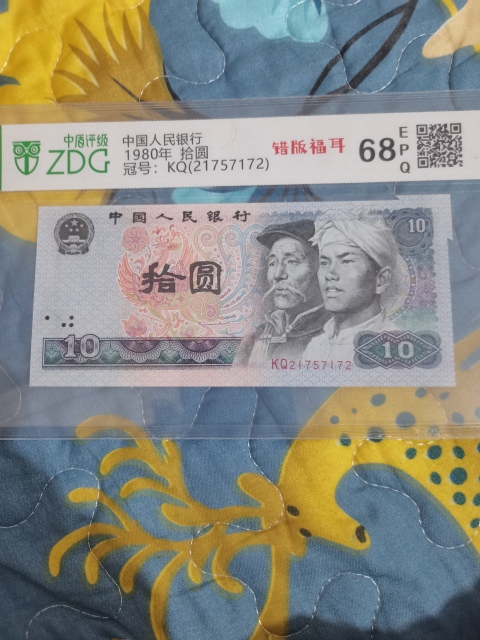 中盾评级
ZDG
中国人民银行
1980年 拾圆
冠号: KQ(21757172)
错版福耳
68
EPQ
中国人民银行
10
拾圆
10
KQ21757172
10